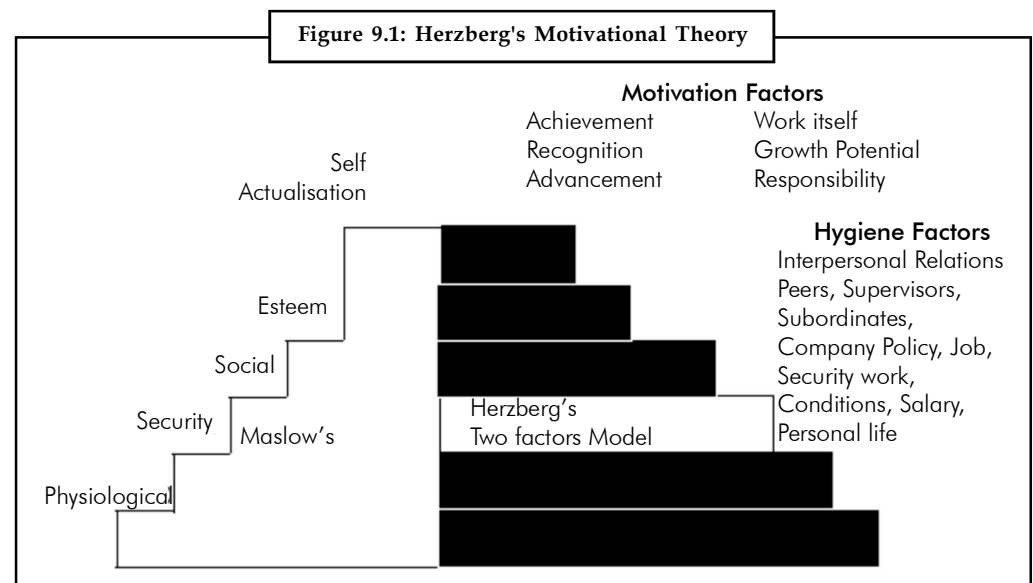 Figure 9.1: Herzberg's Motivational Theory
Motivation Factors
Achievement
Recognition
Advancement
Work itself
Growth Potential
Responsibility
Self
Actualisation
Esteem
Social
Security
Maslow's
Physiological
Herzberg's
Two factors Model
Hygiene Factors
Interpersonal Relations
Peers, Supervisors,
Subordinates,
Company Policy, Job,
Security work,
Conditions, Salary,
Personal life